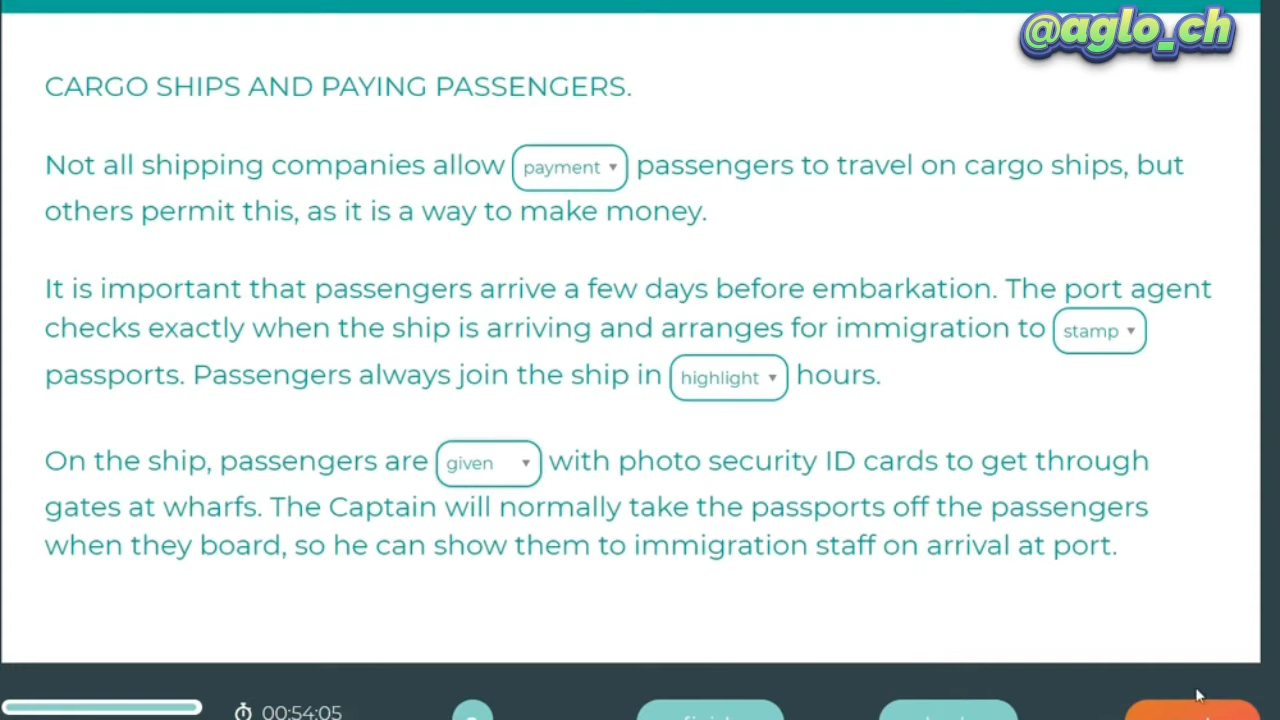 @aglo_ch
CARGO SHIPS AND PAYING PASSENGERS.
Not all shipping companies allow payment passengers to travel on cargo ships, but
others permit this, as it is a way to make money.
It is important that passengers arrive a few days before embarkation. The port agent
checks exactly when the ship is arriving and arranges for immigration to stamp
passports. Passengers always join the ship in highlight hours.
On the ship, passengers are given with photo security ID cards to get through
gates at wharfs. The Captain will normally take the passports off the passengers
when they board, so he can show them to immigration staff on arrival at port.
00:54:05